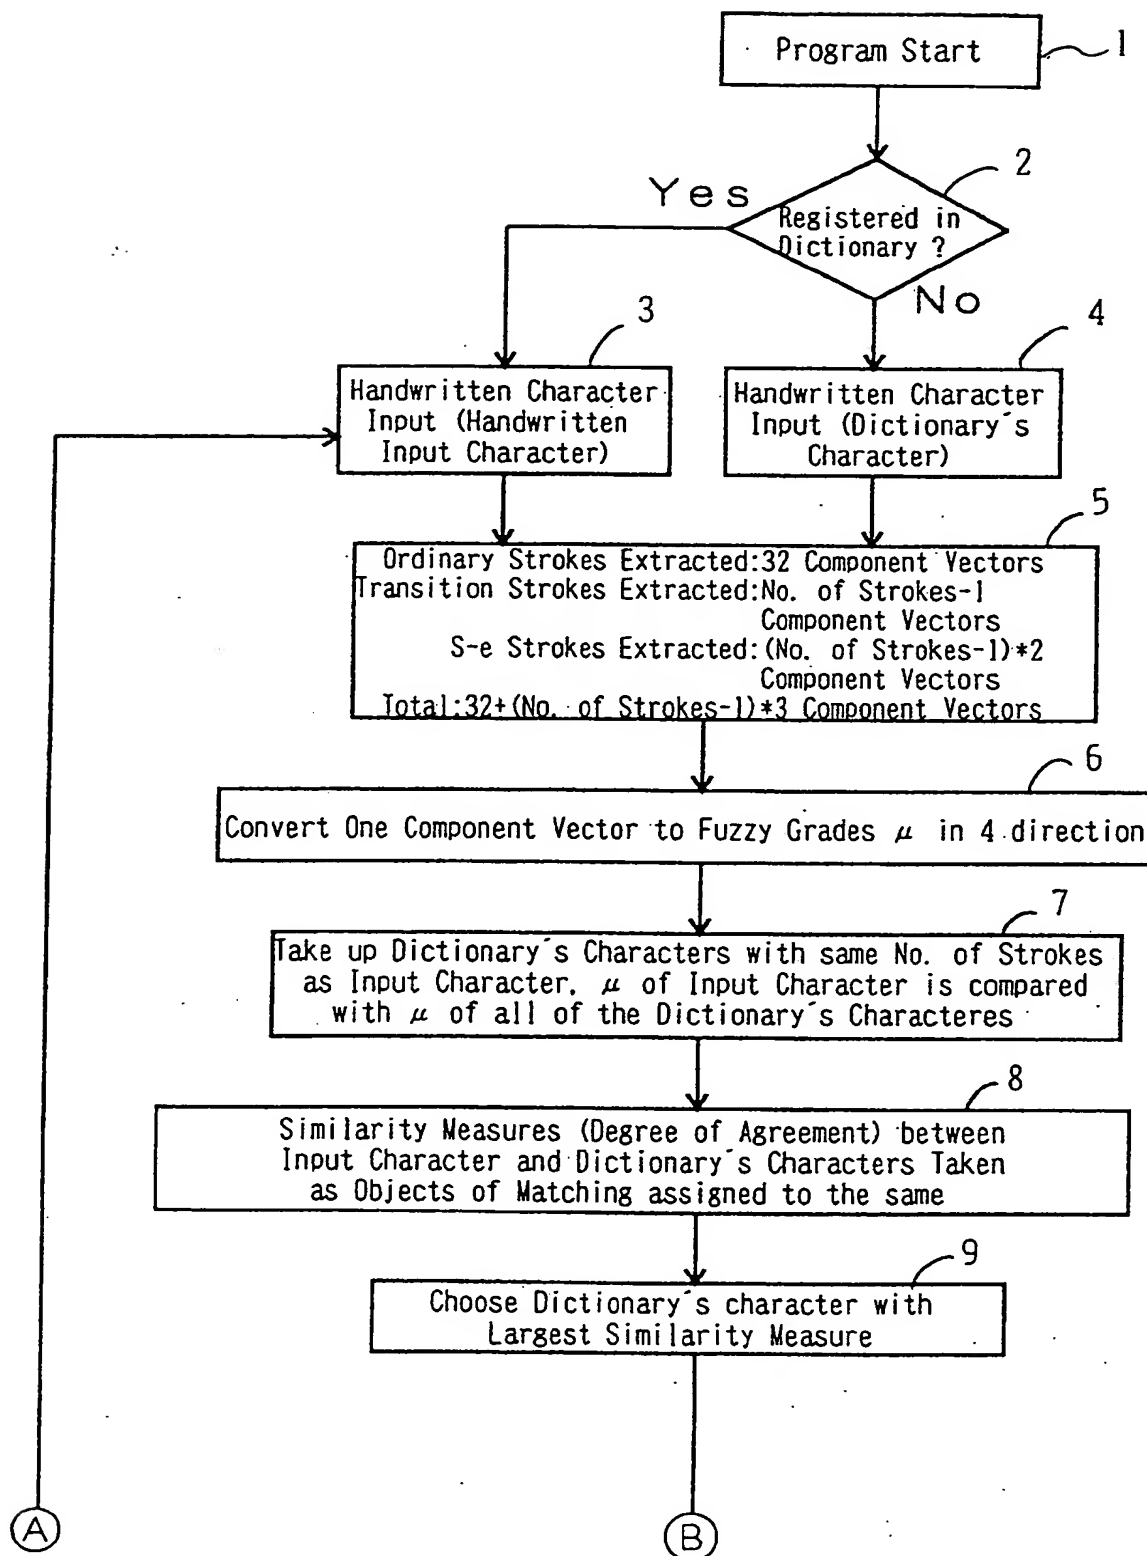 Program Start
1
2
Yes
Registered in
Dictionary ?
No
3
4
Handwritten Character
Input (Handwritten
Input Character)
Handwritten Character
Input (Dictionary´s
Character)
5
Ordinary Strokes Extracted:32 Component Vectors
Transition Strokes Extracted:No. of Strokes-1
Component Vectors
S-e Strokes Extracted:(No. of Strokes-1)*2
Component Vectors
Total:32+(No. of Strokes-1)*3 Component Vectors
6
Convert One Component Vector to Fuzzy Grades μ in 4 direction
7
Take up Dictionary´s Characters with same No. of Strokes
as Input Character. μ of Input Character is compared
with μ of all of the Dictionary´s Characteres
8
Similarity Measures (Degree of Agreement) between
Input Character and Dictionary´s Characters Taken
as Objects of Matching assigned to the same
9
Choose Dictionary´s character with
Largest Similarity Measure
A
B